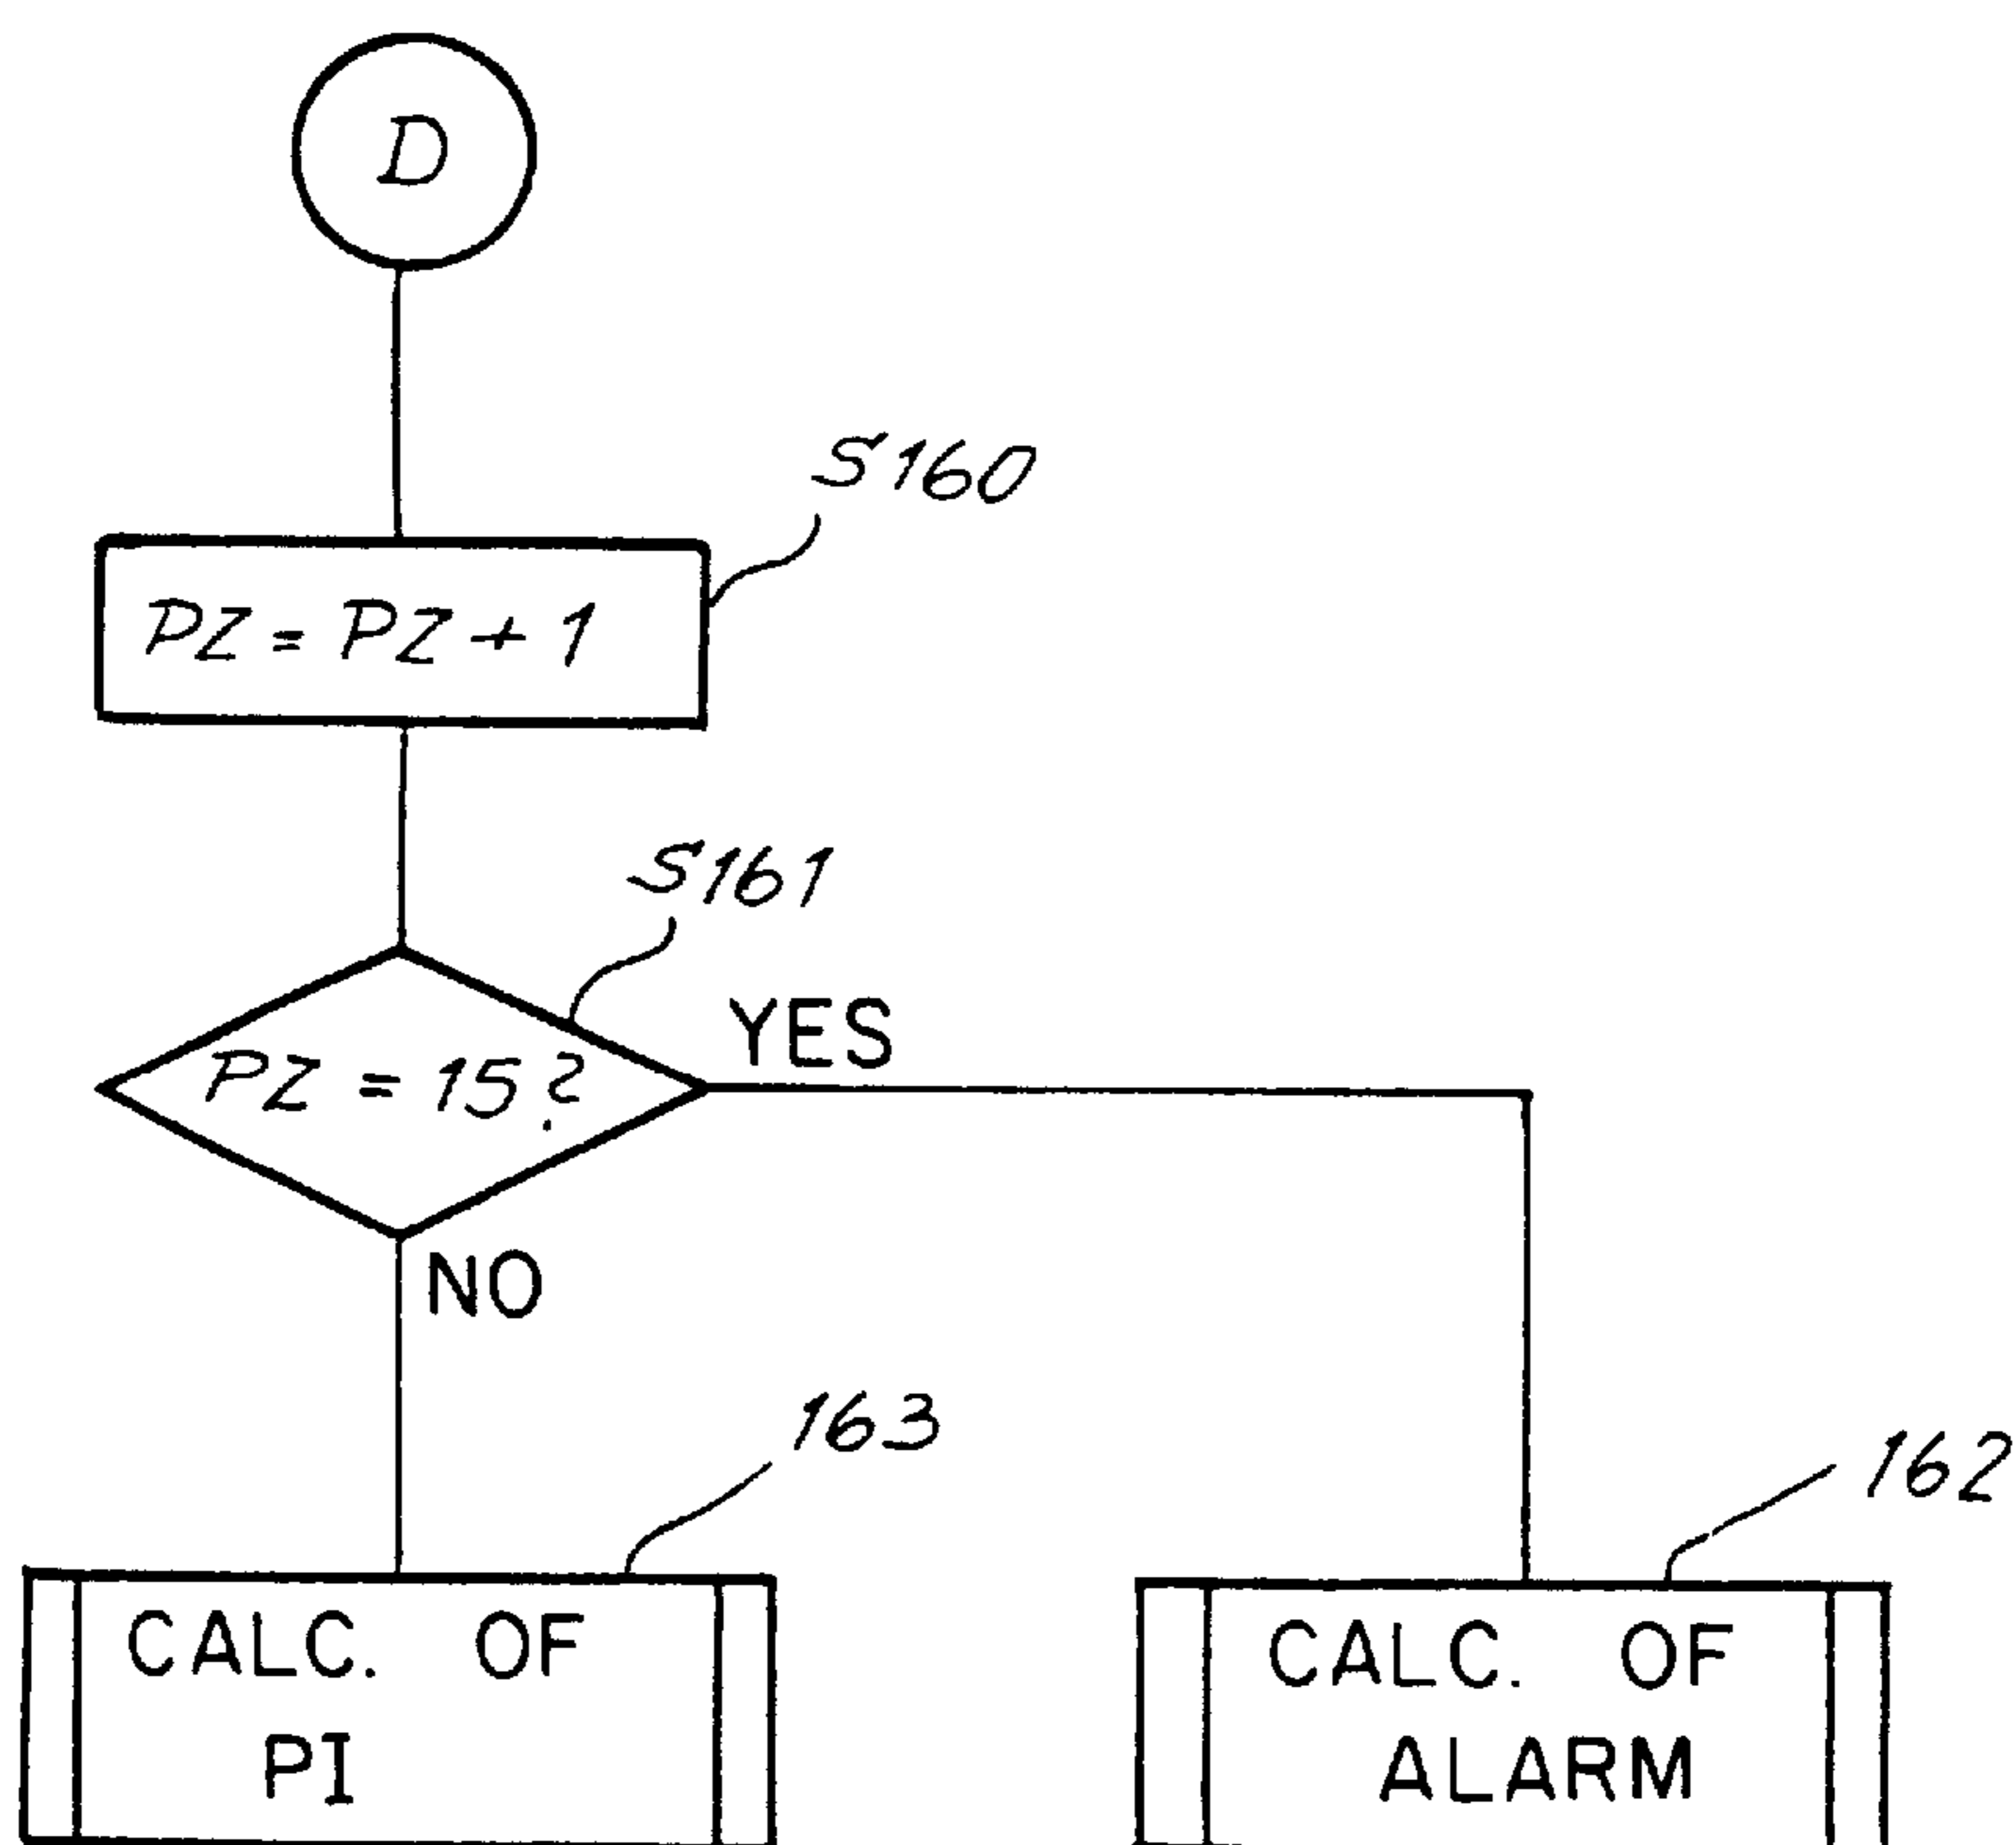 D
S160
PZ = PZ + 1
S161
YES
PZ = 15?
NO
163
162
CALC. OF
PI
CALC. OF
ALARM